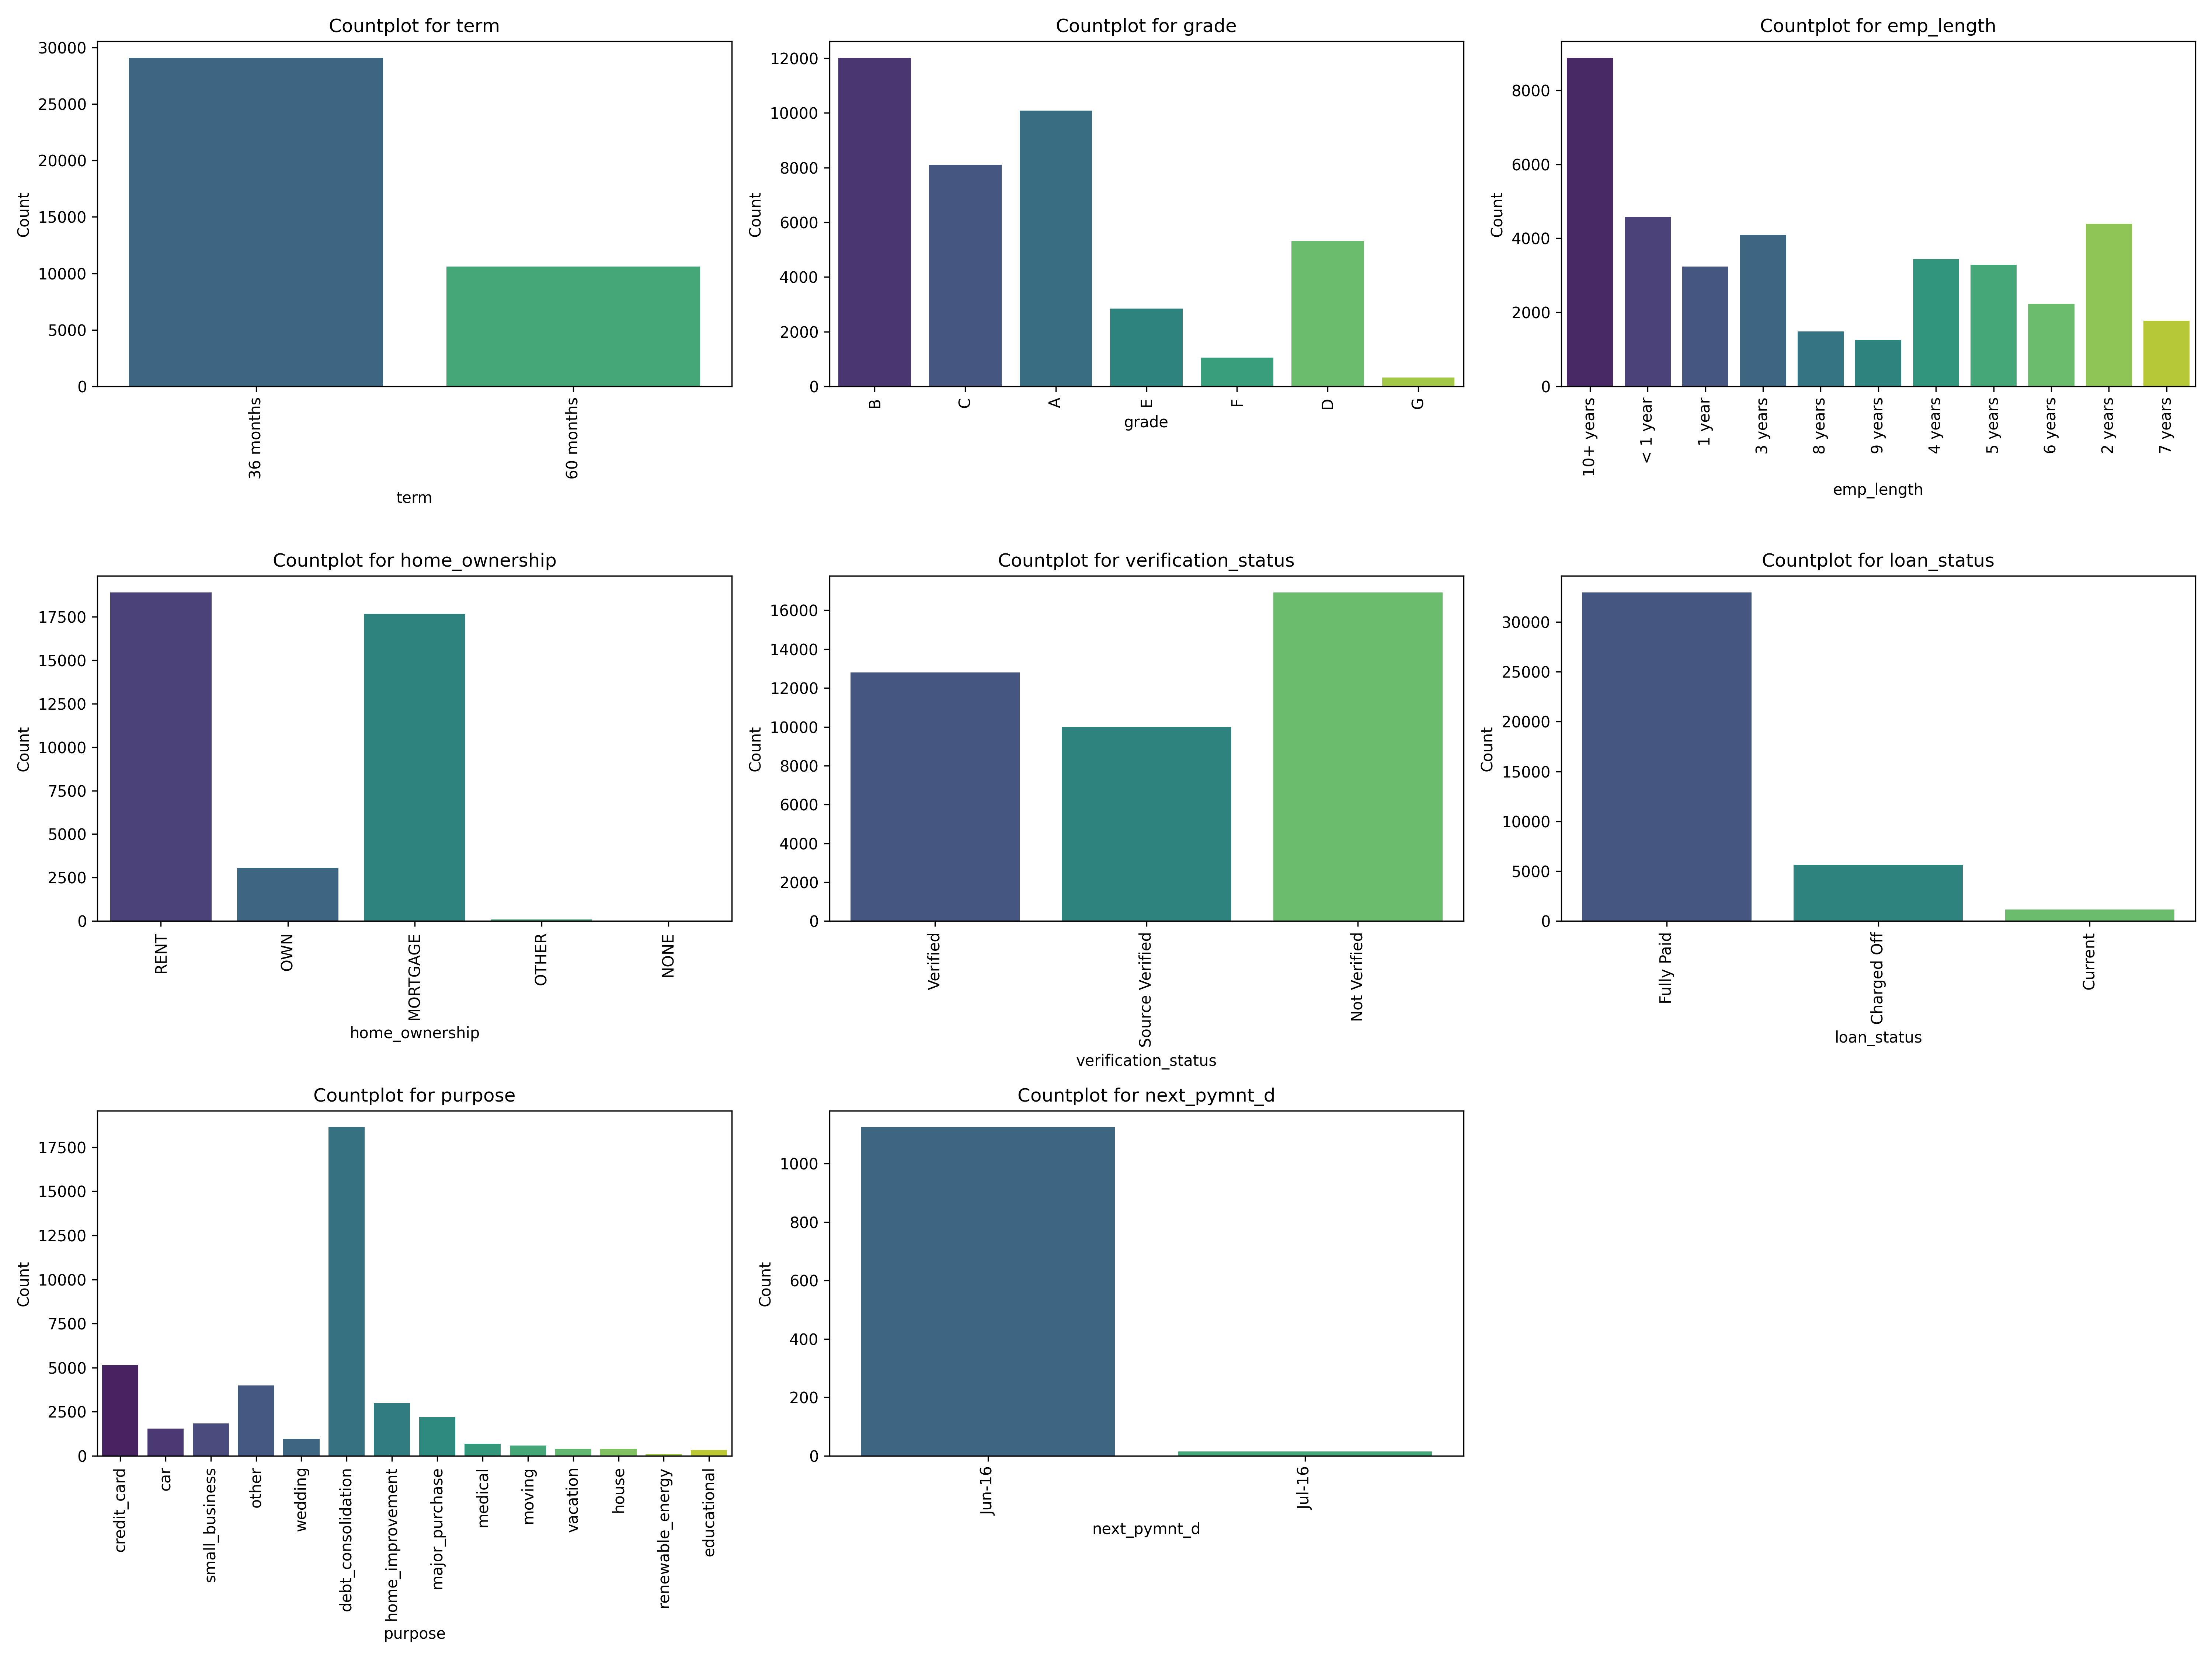 Countplot for term
30000
25000
20000
15000
10000
5000
0
Count
36 months
60 months
term
Countplot for grade
12000
10000
8000
6000
4000
2000
0
Count
B
C
A
E
F
D
G
grade
Countplot for emp_length
8000
6000
4000
2000
0
Count
10+ years
< 1 year
1 year
3 years
8 years
9 years
4 years
5 years
6 years
2 years
7 years
emp_length
Countplot for home_ownership
17500
15000
12500
10000
7500
5000
2500
0
Count
RENT
OWN
MORTGAGE
OTHER
NONE
home_ownership
Countplot for verification_status
16000
14000
12000
10000
8000
6000
4000
2000
0
Count
Verified
Source Verified
Not Verified
verification_status
Countplot for loan_status
30000
25000
20000
15000
10000
5000
0
Count
Fully Paid
Charged Off
Current
loan_status
Countplot for purpose
17500
15000
12500
10000
7500
5000
2500
0
Count
credit_card
car
small_business
other
wedding
debt_consolidation
home_improvement
major_purchase
medical
moving
vacation
house
renewable_energy
educational
purpose
Countplot for next_pymnt_d
1000
800
600
400
200
0
Count
Jun-16
Jul-16
next_pymnt_d